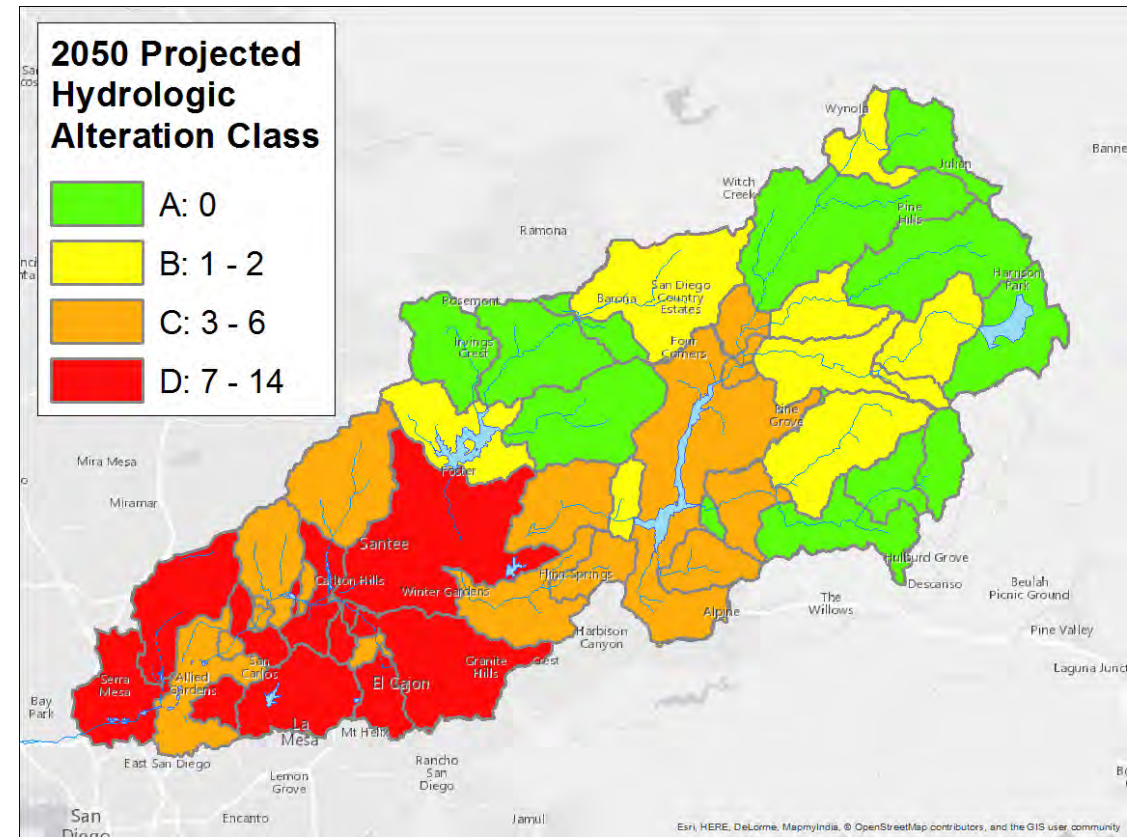 2050 Projected
Hydrologic
Alteration Class
A: 0
B: 1 - 2
C: 3 - 6
D: 7 - 14
Wynola
Julian
Banne
Witch
Creek
Pine
Hills
Ramona
Harrison
Park
Barona
San Diego
Country
Estates
Rosemont
Irvings
Crest
Four
Corners
Pine
Grove
Foster
Mira Mesa
Miramar
Santee
Carlton Hills
Winter Gardens
Flinn Springs
Hulburd Grove
Descanso
Beulah
Picnic Ground
The
Willows
Alpine
Harbison
Canyon
Pine Valley
Laguna Junct
Crest
Granite
Hills
El Cajon
San
Carlos
Allied
Gardens
Serra
Mesa
Bay
Park
La
Mesa
Mt Helix
East San Diego
Lemon
Grove
Rancho
San
Diego
San
Diego
Encanto
Jamul
Esri, HERE, DeLorme, MapmyIndia, © OpenStreetMap contributors, and the GIS user community